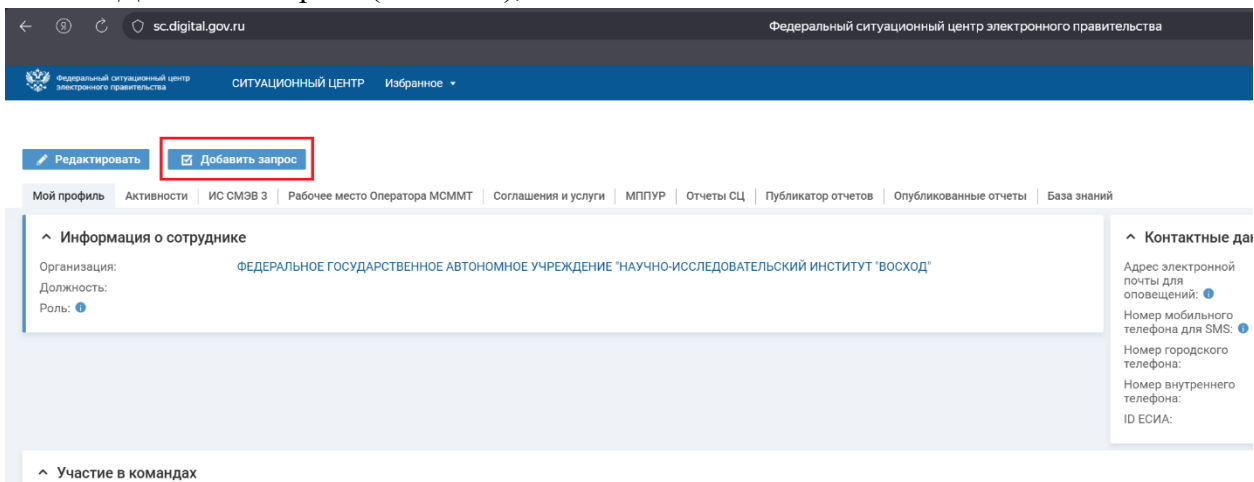 sc.digital.gov.ru
Федеральный ситуационный центр электронного правительства
Федеральный ситуационный центр
электронного правительства
СИТУАЦИОННЫЙ ЦЕНТР Избранное
Редактировать Добавить запрос
Мой профиль Активности ИС СМЭВ 3 Рабочее место Оператора МСММТ Соглашения и услуги МППУР Отчеты СЦ Публикатор отчетов Опубликованные отчеты База знаний
Информация о сотруднике
Организация: ФЕДЕРАЛЬНОЕ ГОСУДАРСТВЕННОЕ АВТОНОМНОЕ УЧРЕЖДЕНИЕ "НАУЧНО-ИССЛЕДОВАТЕЛЬСКИЙ ИНСТИТУТ "ВОСХОД"
Должность:
Роль:
Контактные дан
Адрес электронной
почты для
оповещений:
Номер мобильного
телефона для SMS:
Номер городского
телефона:
Номер внутреннего
телефона:
ID ЕСИА:
Участие в командах